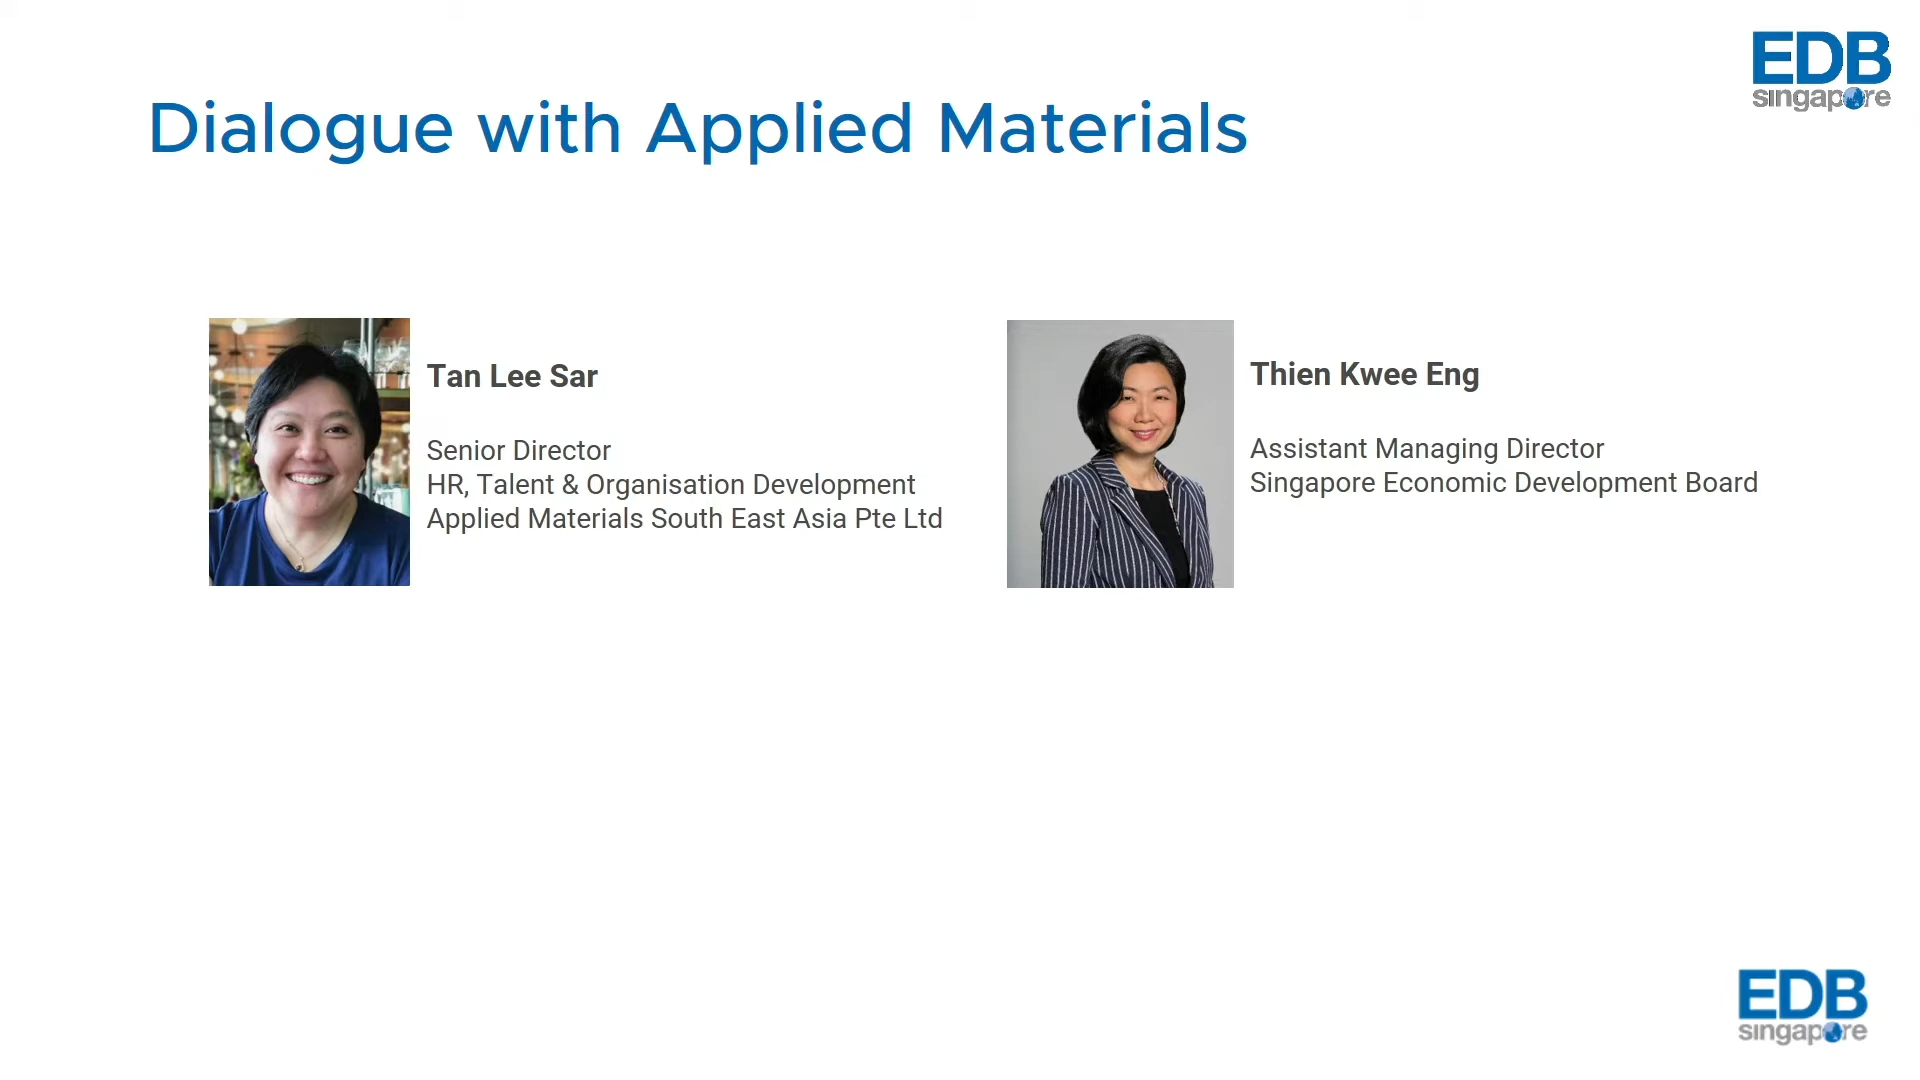 EDB
singapore
Dialogue with Applied Materials
Tan Lee Sar
Senior Director
HR, Talent & Organisation Development
Applied Materials South East Asia Pte Ltd
Thien Kwee Eng
Assistant Managing Director
Singapore Economic Development Board
EDB
singapore